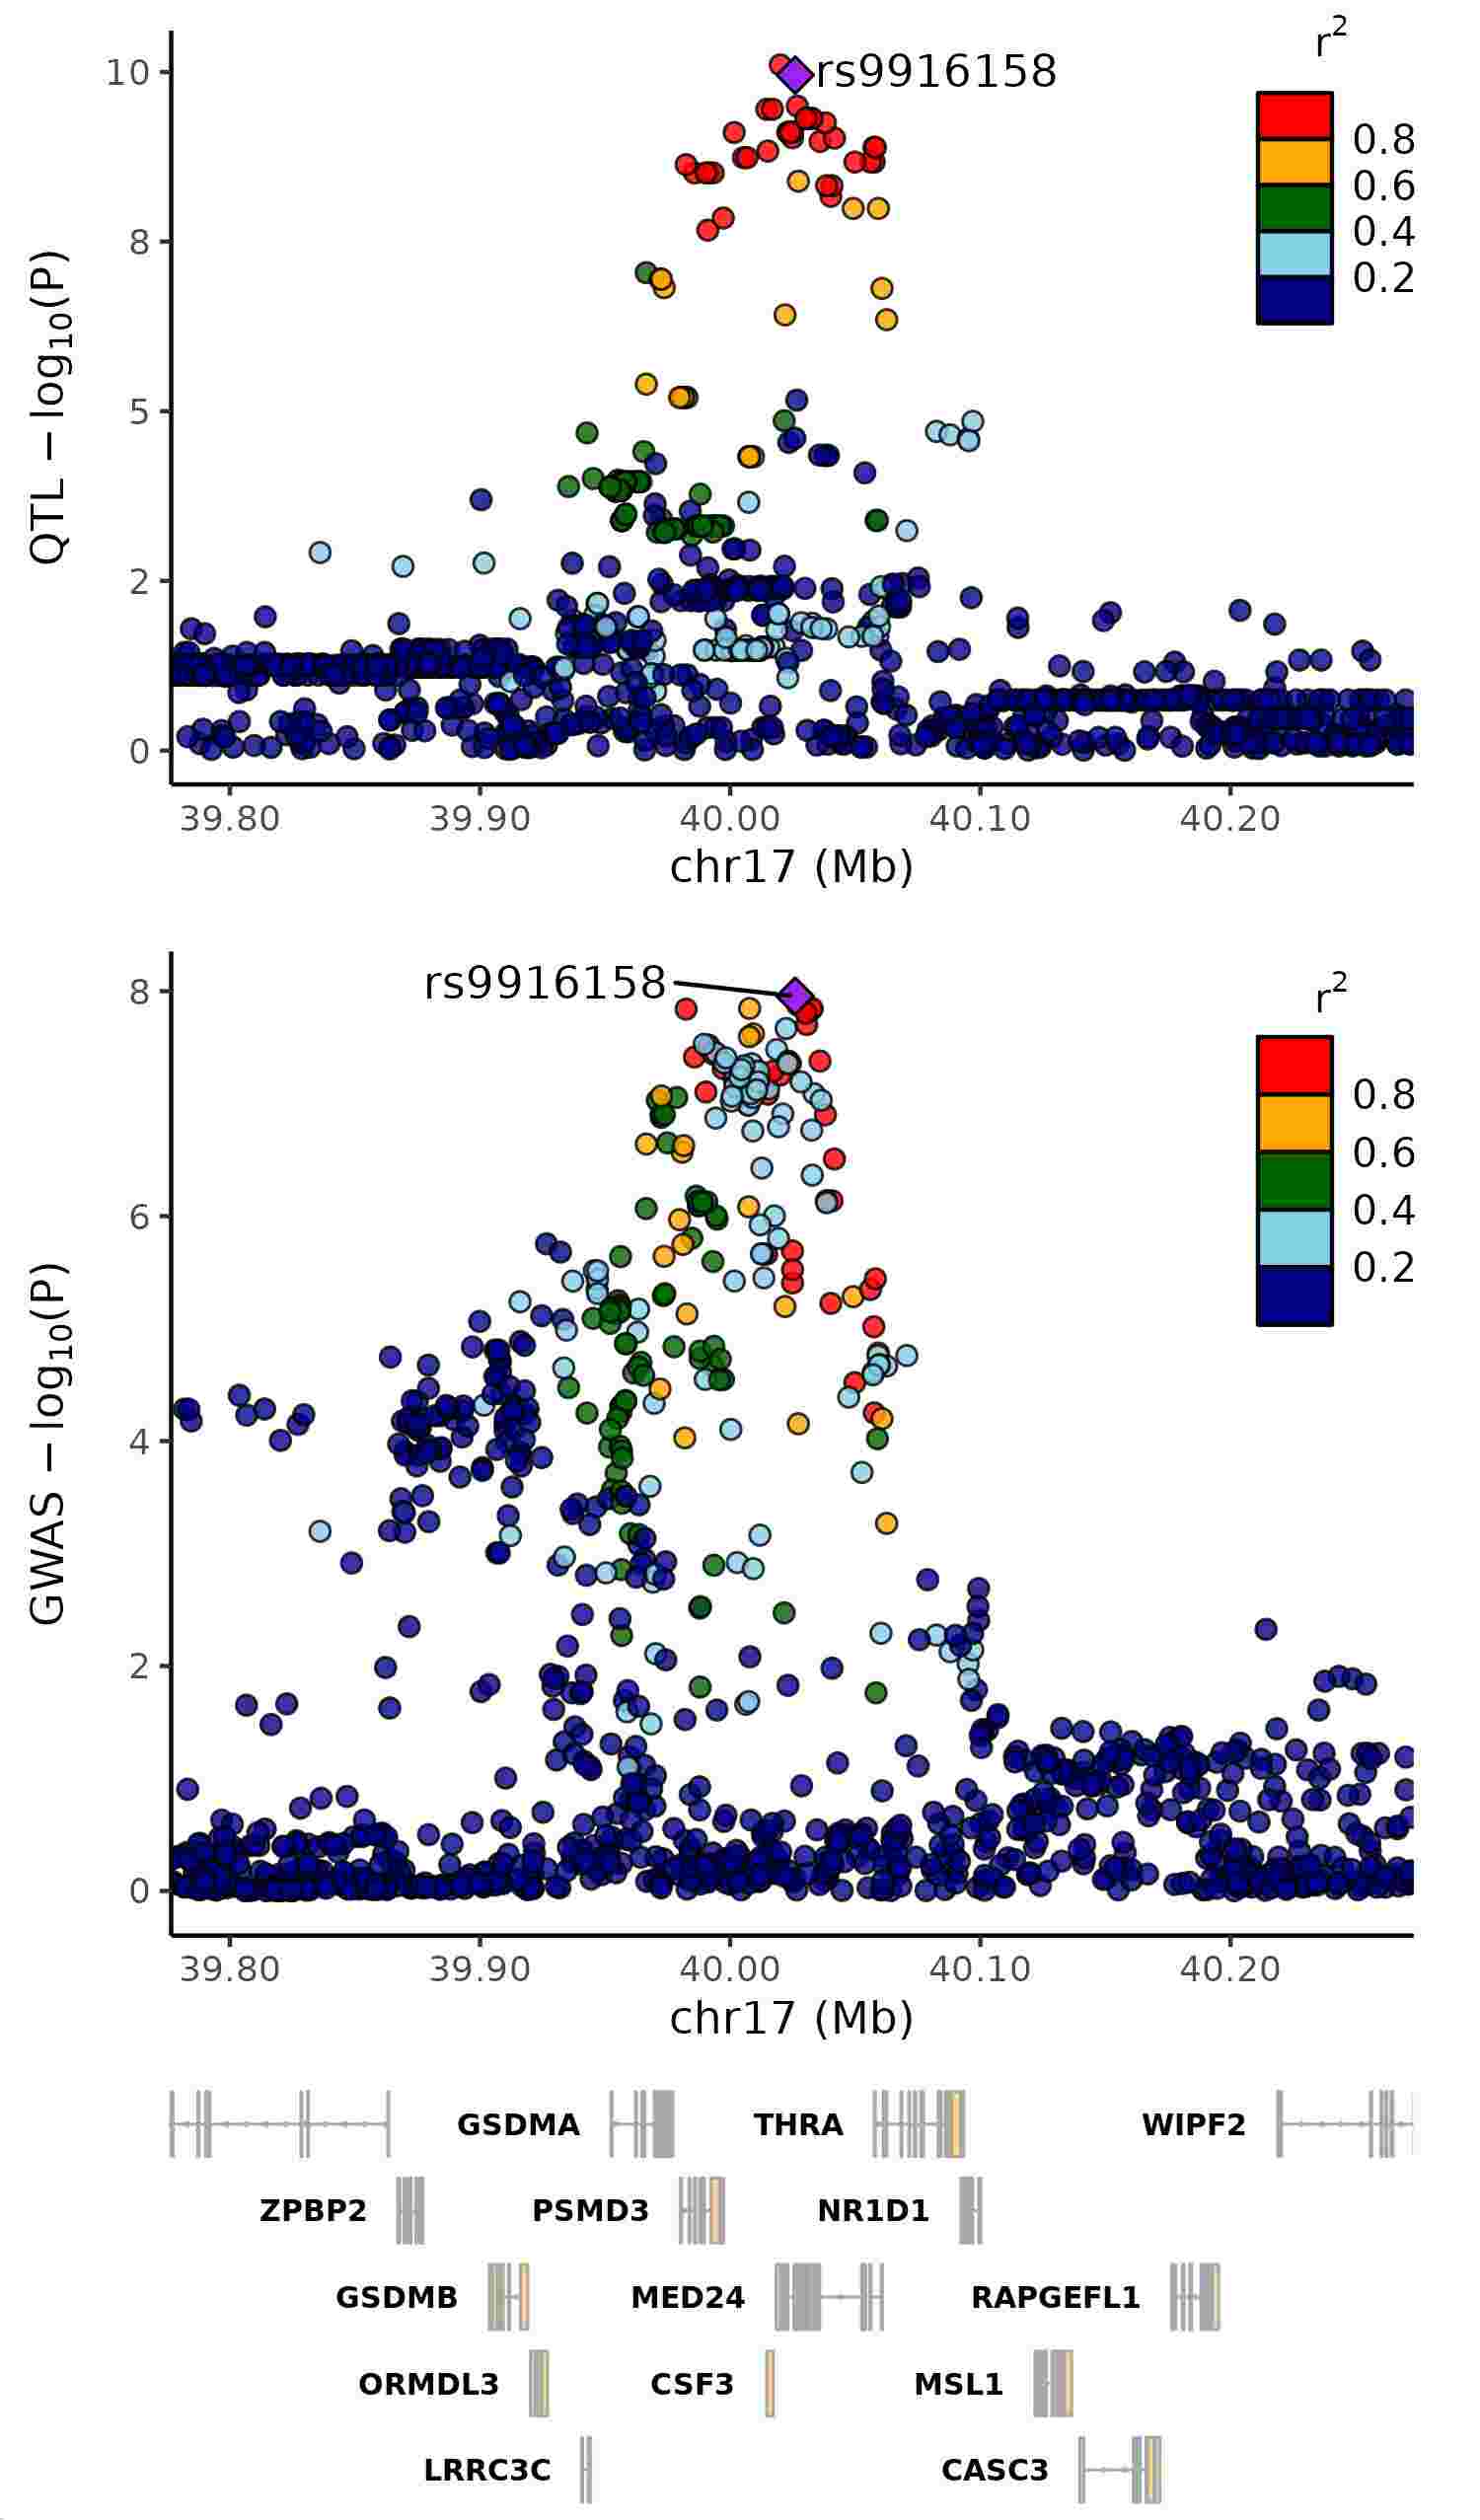 r²
10
rs9916158
0.8
0.6
0.4
0.2
8
5
2
0
QTL −log₁₀(P)
39.80 39.90 40.00 40.10 40.20
chr17 (Mb)
rs9916158
r²
8
0.8
0.6
0.4
0.2
6
4
2
0
GWAS −log₁₀(P)
39.80 39.90 40.00 40.10 40.20
chr17 (Mb)
GSDMA THRA WIPF2
ZPBP2 PSMD3 NR1D1
GSDMB MED24 RAPGEFL1
ORMDL3 CSF3 MSL1
LRRC3C CASC3